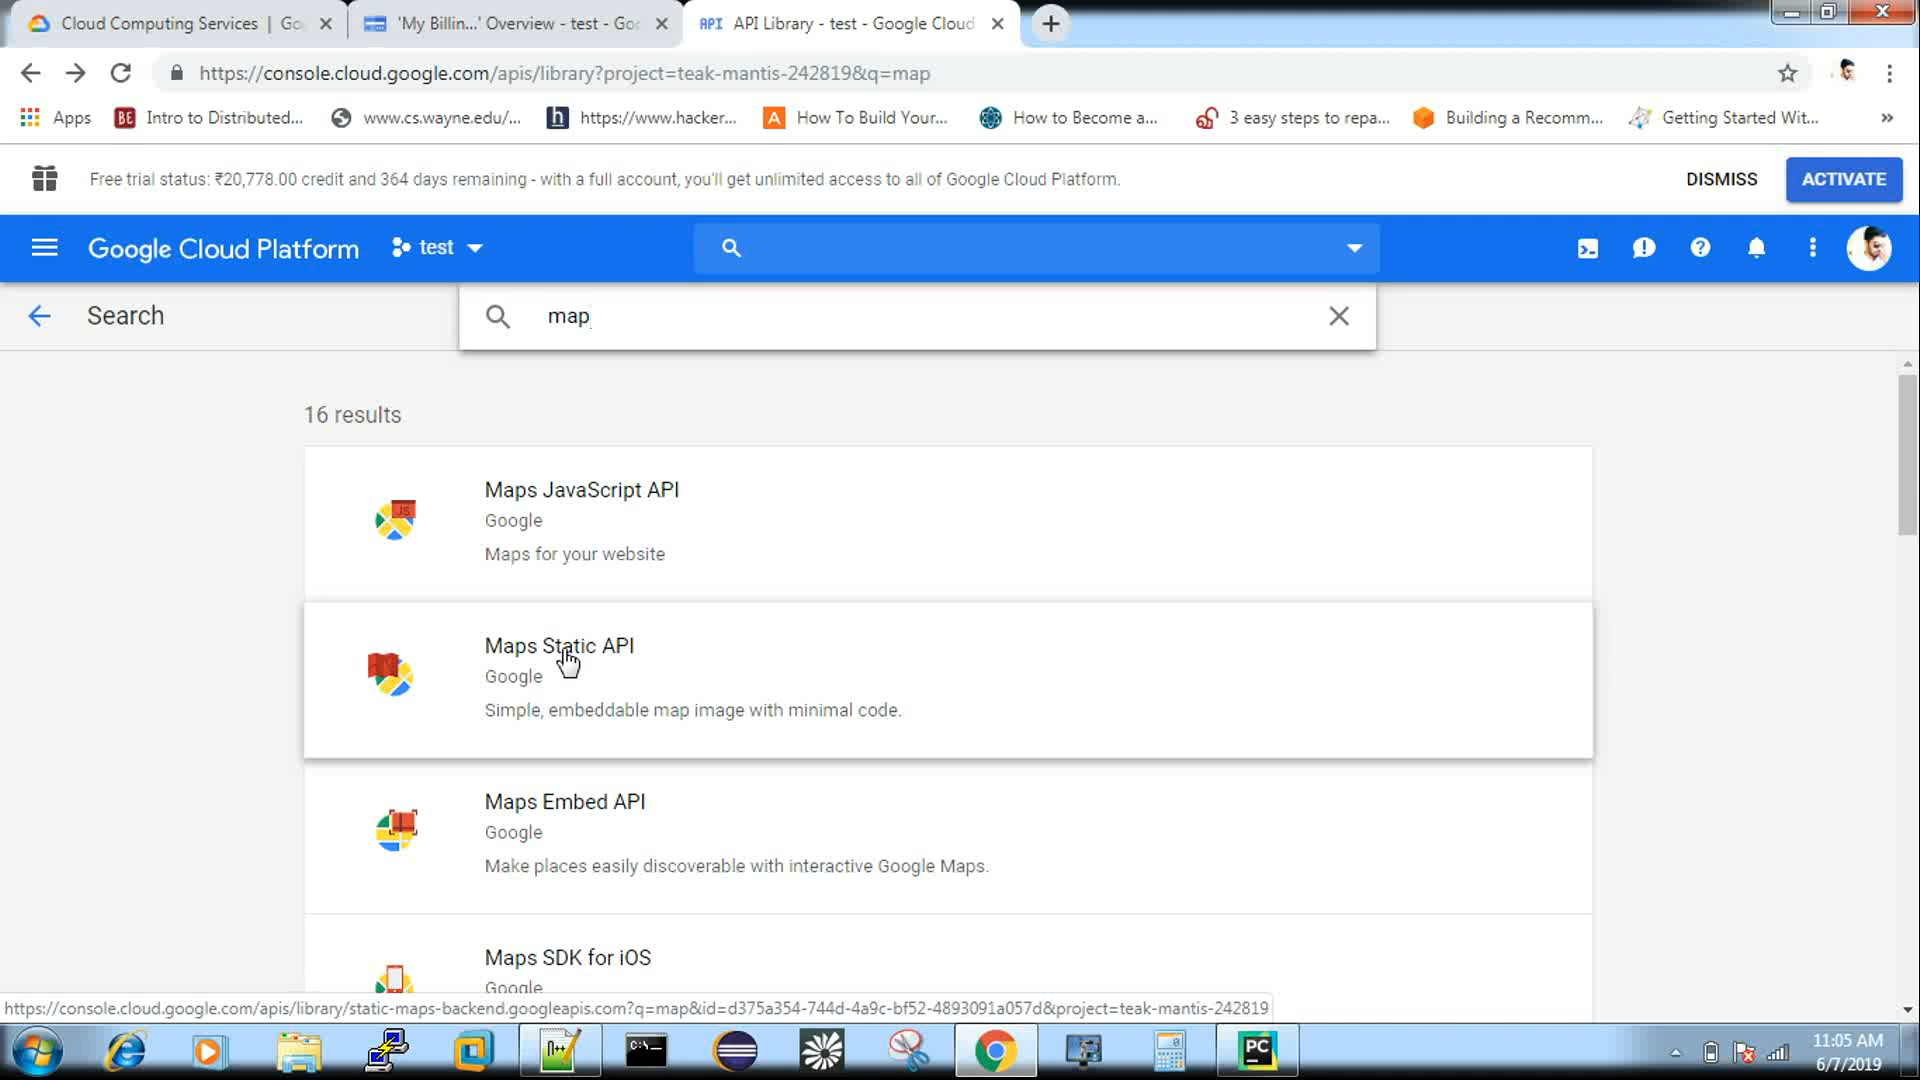 Cloud Computing Services | Go
'My Billin...' Overview - test - Goo
API API Library - test - Google Cloud
https://console.cloud.google.com/apis/library?project=teak-mantis-242819&q=map
Apps
BE Intro to Distributed...
www.cs.wayne.edu/...
h https://www.hacker...
A How To Build Your...
How to Become a...
3 easy steps to repa...
Building a Recomm...
Getting Started Wit...
»
Free trial status: ₹20,778.00 credit and 364 days remaining - with a full account, you'll get unlimited access to all of Google Cloud Platform.
DISMISS
ACTIVATE
Google Cloud Platform
test
Search
map
16 results
JS
Maps JavaScript API
Google
Maps for your website
Maps Static API
Google
Simple, embeddable map image with minimal code.
Maps Embed API
Google
Make places easily discoverable with interactive Google Maps.
Maps SDK for iOS
Google
https://console.cloud.google.com/apis/library/static-maps-backend.googleapis.com?q=map&id=d375a354-744d-4a9c-bf52-4893091a057d&project=teak-mantis-242819
PC
11:05 AM
6/7/2019